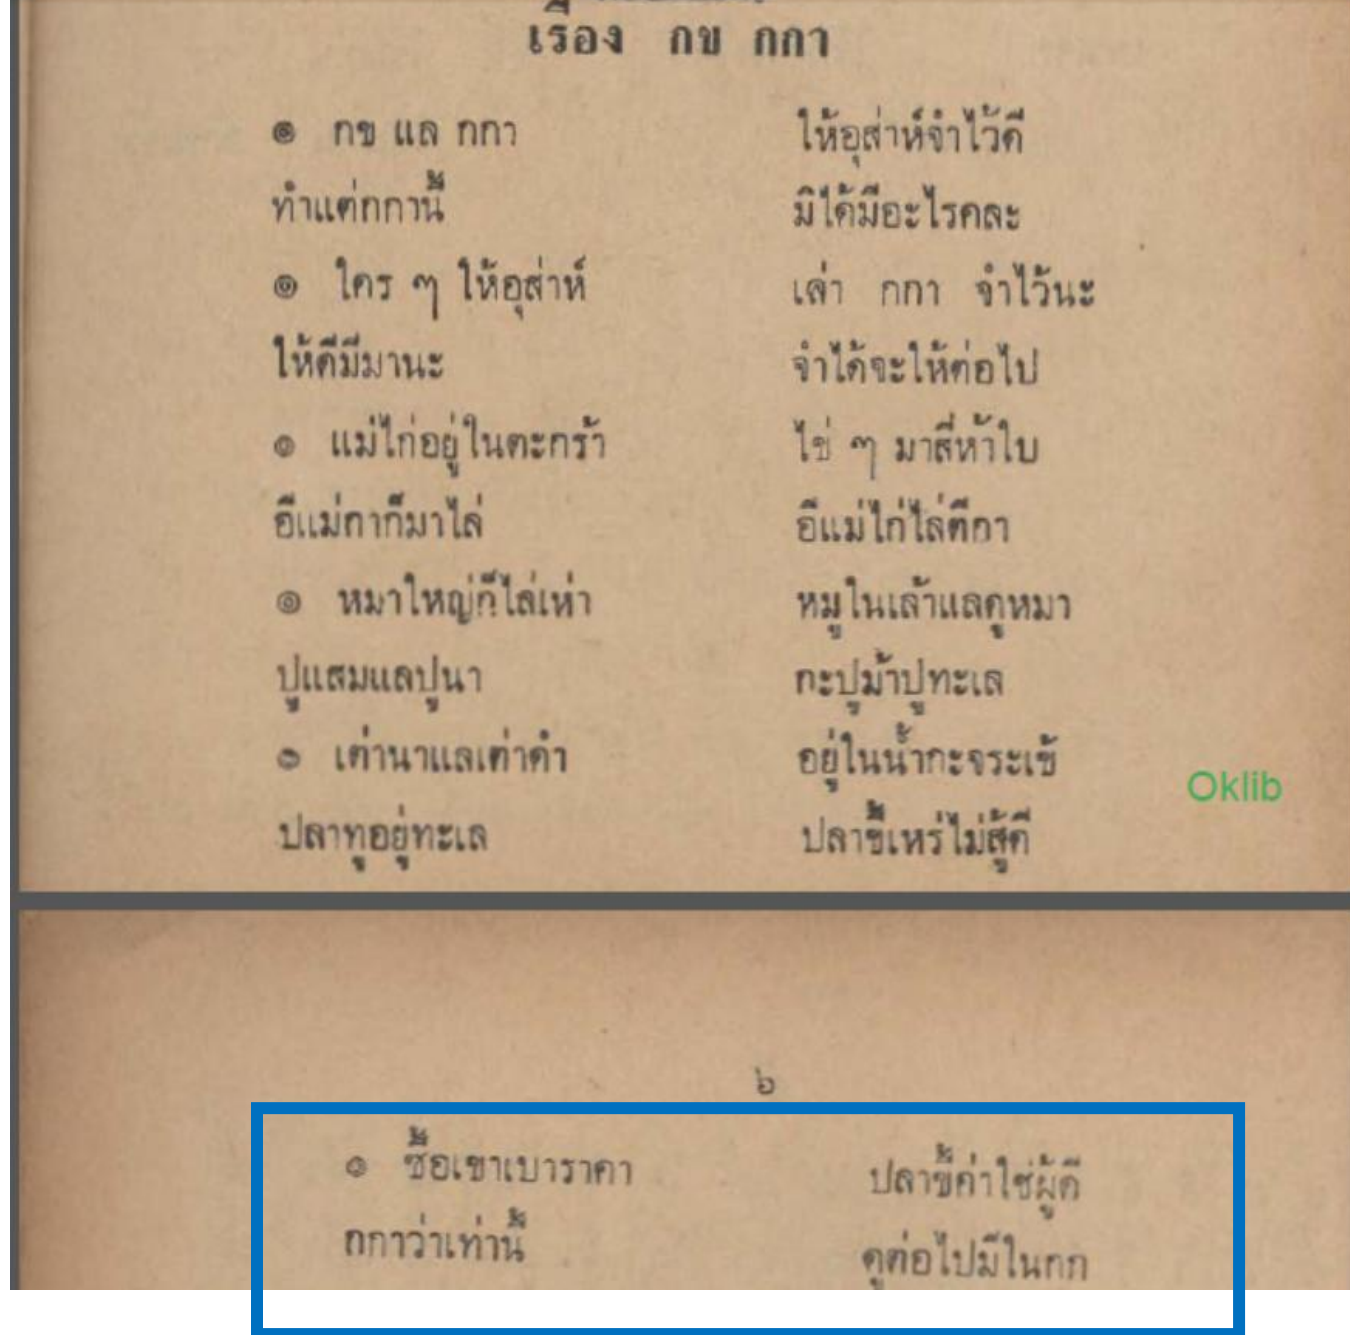 เรื่อง กข กกา
๏ กข แล กกา ให้อุส่าห์จำไว้ดี
ทำแต่กกานี้ มิได้มีอะไรคละ
๏ ใคร ๆ ให้อุส่าห์ เล่า กกา จำไว้นะ
ให้ดีมีมานะ จำได้จะให้ต่อไป
๏ แม่ไก่อยู่ในตะกร้า ไข่ ๆ มาสี่ห้าใบ
อีแม่กาก็มาไล่ อีแม่ไก่ไล่ตีกา
๏ หมาใหญ่ก็ไล่เห่า หมูในเล้าแลดูหมา
ปูแสมแลปูนา กะปูม้าปูทะเล
๏ เต่านาแลเต่าดำ อยู่ในน้ำกะจระเข้
ปลาทูอยู่ทะเล ปลาขี้เหร่ไม่สู้ดี
Oklib
๖
๏ ซื้อเขาเบาราคา ปลาขี้ค่าใช่ผู้ดี
กกาว่าเท่านี้ ดูต่อไปมีในกก